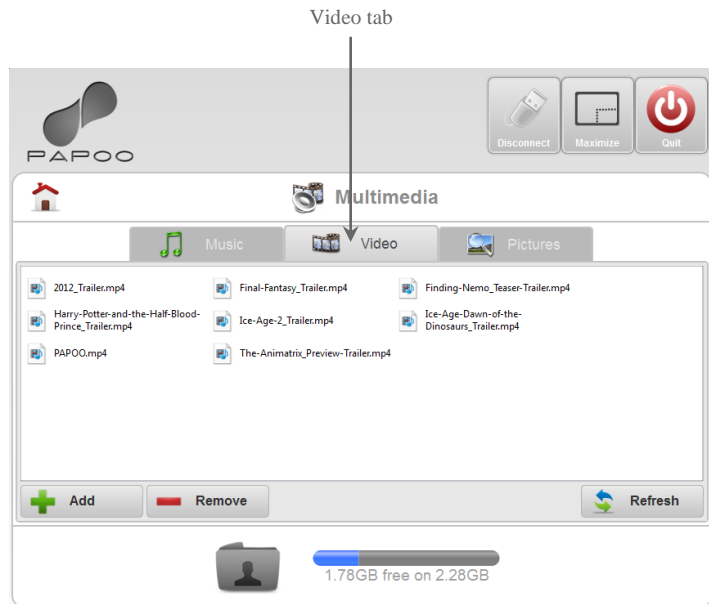 Video tab
PAPOO
Disconnect
Maximize
Quit
Multimedia
Music
Video
Pictures
2012_Trailer.mp4
Final-Fantasy_Trailer.mp4
Finding-Nemo_Teaser-Trailer.mp4
Harry-Potter-and-the-Half-Blood-
Prince_Trailer.mp4
Ice-Age-2_Trailer.mp4
Ice-Age-Dawn-of-the-
Dinosaurs_Trailer.mp4
PAPOO.mp4
The-Animatrix_Preview-Trailer.mp4
Add
Remove
Refresh
1.78GB free on 2.28GB